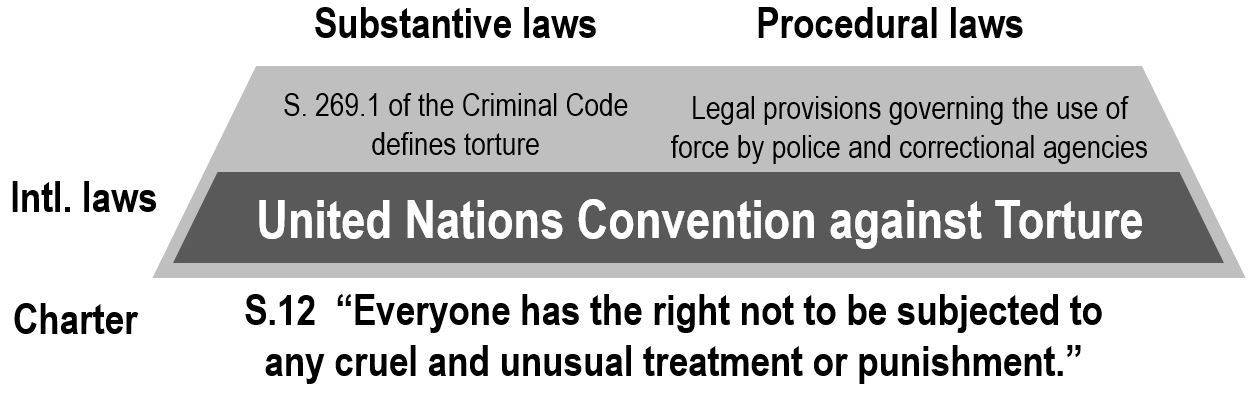 Substantive laws
Procedural laws
S. 269.1 of the Criminal Code
defines torture
Legal provisions governing the use of
force by police and correctional agencies
Intl. laws
United Nations Convention against Torture
Charter
S.12 “Everyone has the right not to be subjected to
any cruel and unusual treatment or punishment.”